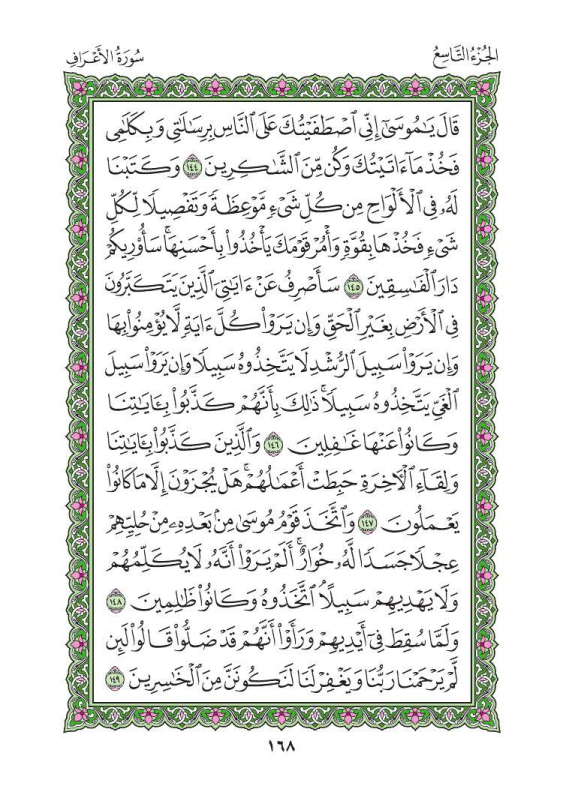 الجُزْءُ التَّاسِعُ
سُورَةُ الأَعْرَافِ
قَالَ يَٰمُوسَىٰٓ إِنِّي ٱصْطَفَيْتُكَ عَلَى ٱلنَّاسِ بِرِسَٰلَٰتِي وَبِكَلَٰمِي
فَخُذْ مَآ ءَاتَيْتُكَ وَكُن مِّنَ ٱلشَّٰكِرِينَ ١٤٤ وَكَتَبْنَا
لَهُۥ فِي ٱلْأَلْوَاحِ مِن كُلِّ شَيْءٍ مَّوْعِظَةً وَتَفْصِيلًا لِّكُلِّ
شَيْءٍ فَخُذْهَا بِقُوَّةٍ وَأْمُرْ قَوْمَكَ يَأْخُذُوا۟ بِأَحْسَنِهَا ۚ سَأُو۟رِيكُمْ
دَارَ ٱلْفَٰسِقِينَ ١٤٥ سَأَصْرِفُ عَنْ ءَايَٰتِيَ ٱلَّذِينَ يَتَكَبَّرُونَ
فِي ٱلْأَرْضِ بِغَيْرِ ٱلْحَقِّ وَإِن يَرَوْا۟ كُلَّ ءَايَةٍ لَّا يُؤْمِنُوا۟ بِهَا
وَإِن يَرَوْا۟ سَبِيلَ ٱلرُّشْدِ لَا يَتَّخِذُوهُ سَبِيلًا وَإِن يَرَوْا۟ سَبِيلَ
ٱلْغَيِّ يَتَّخِذُوهُ سَبِيلًا ۚ ذَٰلِكَ بِأَنَّهُمْ كَذَّبُوا۟ بِـَٔايَٰتِنَا
وَكَانُوا۟ عَنْهَا غَٰفِلِينَ ١٤٦ وَٱلَّذِينَ كَذَّبُوا۟ بِـَٔايَٰتِنَا
وَلِقَآءِ ٱلْأَخِرَةِ حَبِطَتْ أَعْمَٰلُهُمْ ۚ هَلْ يُجْزَوْنَ إِلَّا مَا كَانُوا۟
يَعْمَلُونَ ١٤٧ وَٱتَّخَذَ قَوْمُ مُوسَىٰ مِنۢ بَعْدِهِۦ مِنْ حُلِيِّهِمْ
عِجْلًا جَسَدًا لَّهُۥ خُوَارٌ ۚ أَلَمْ يَرَوْا۟ أَنَّهُۥ لَا يُكَلِّمُهُمْ
وَلَا يَهْدِيهِمْ سَبِيلًا ۘ ٱتَّخَذُوهُ وَكَانُوا۟ ظَٰلِمِينَ ١٤٨
وَلَمَّا سُقِطَ فِيٓ أَيْدِيهِمْ وَرَأَوْا۟ أَنَّهُمْ قَدْ ضَلُّوا۟ قَالُوا۟ لَئِن
لَّمْ يَرْحَمْنَا رَبُّنَا وَيَغْفِرْ لَنَا لَنَكُونَنَّ مِنَ ٱلْخَٰسِرِينَ ١٤٩
١٦٨